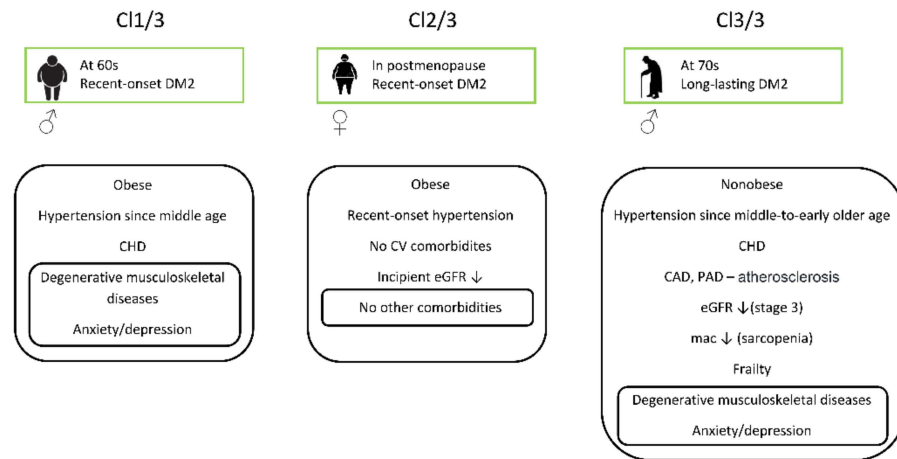 Cl1/3
At 60s
Recent-onset DM2
♂
Obese
Hypertension since middle age
CHD
Degenerative musculoskeletal
diseases
Anxiety/depression
Cl2/3
In postmenopause
Recent-onset DM2
♀
Obese
Recent-onset hypertension
No CV comorbidites
Incipient eGFR ↓
No other comorbidities
Cl3/3
At 70s
Long-lasting DM2
♂
Nonobese
Hypertension since middle-to-early older age
CHD
CAD, PAD – atherosclerosis
eGFR ↓ (stage 3)
mac ↓ (sarcopenia)
Frailty
Degenerative musculoskeletal diseases
Anxiety/depression